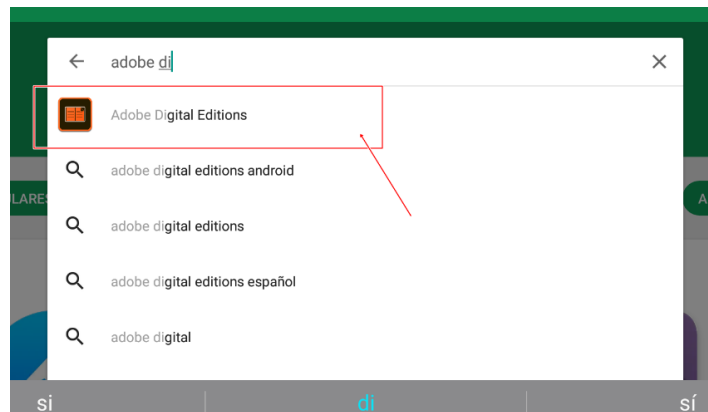 adobe di
Adobe Digital Editions
adobe digital editions android
LARES
A
adobe digital editions
adobe digital editions español
adobe digital
si di sí